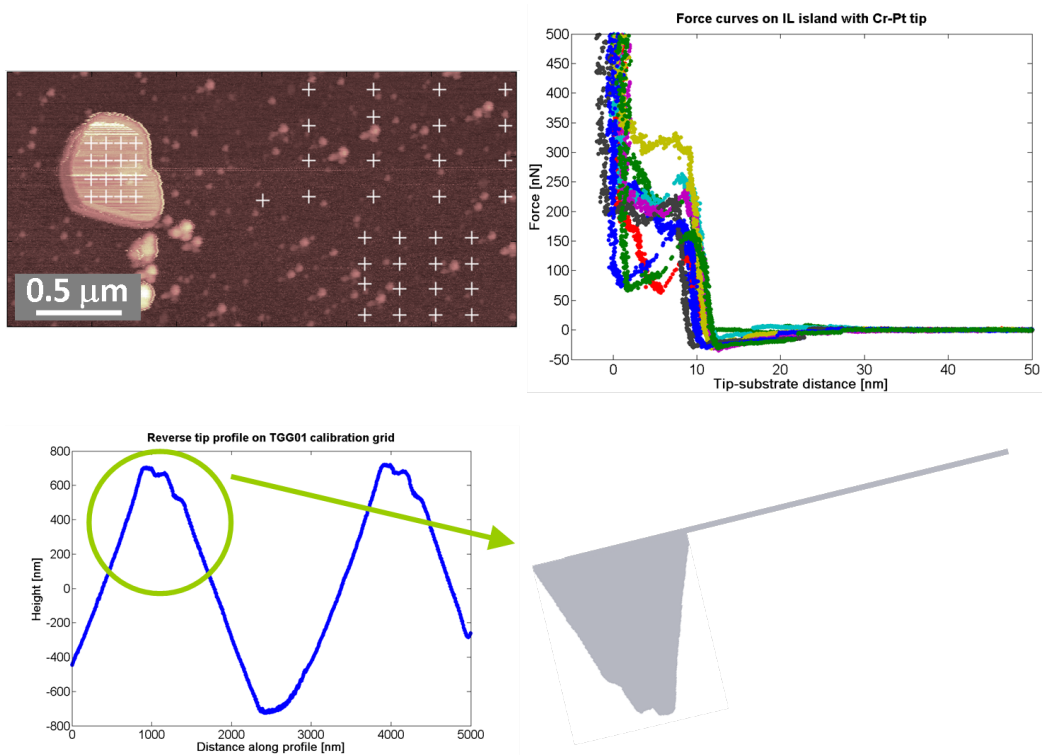 0.5 μm
Force curves on IL island with Cr-Pt tip
500
450
400
350
300
250
200
150
100
50
0
-50
Force [nN]
0 10 20 30 40 50
Tip-substrate distance [nm]
Reverse tip profile on TGG01 calibration grid
800
600
400
200
0
-200
-400
-600
-800
Height [nm]
0 1000 2000 3000 4000 5000
Distance along profile [nm]